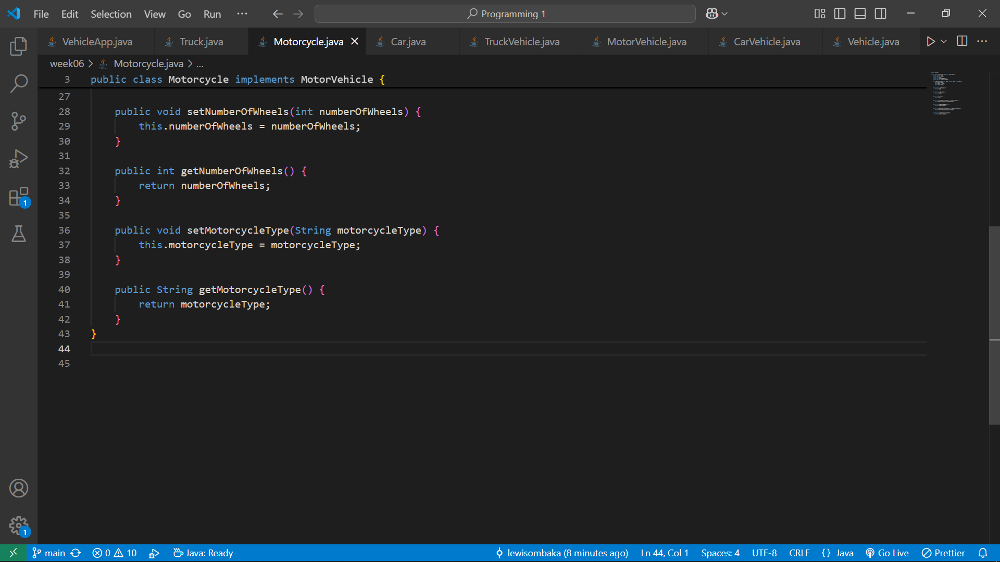 File Edit Selection View Go Run ··· Programming 1
VehicleApp.java Truck.java Motorcycle.java Car.java TruckVehicle.java MotorVehicle.java CarVehicle.java Vehicle.java
week06 > Motorcycle.java > ...
3 public class Motorcycle implements MotorVehicle {
27
28 public void setNumberOfWheels(int numberOfWheels) {
29 this.numberOfWheels = numberOfWheels;
30 }
31
32 public int getNumberOfWheels() {
33 return numberOfWheels;
34 }
35
36 public void setMotorcycleType(String motorcycleType) {
37 this.motorcycleType = motorcycleType;
38 }
39
40 public String getMotorcycleType() {
41 return motorcycleType;
42 }
43 }
44
45
1
1
main 0 10 Java: Ready lewisombaka (8 minutes ago) Ln 44, Col 1 Spaces: 4 UTF-8 CRLF {} Java Go Live Prettier